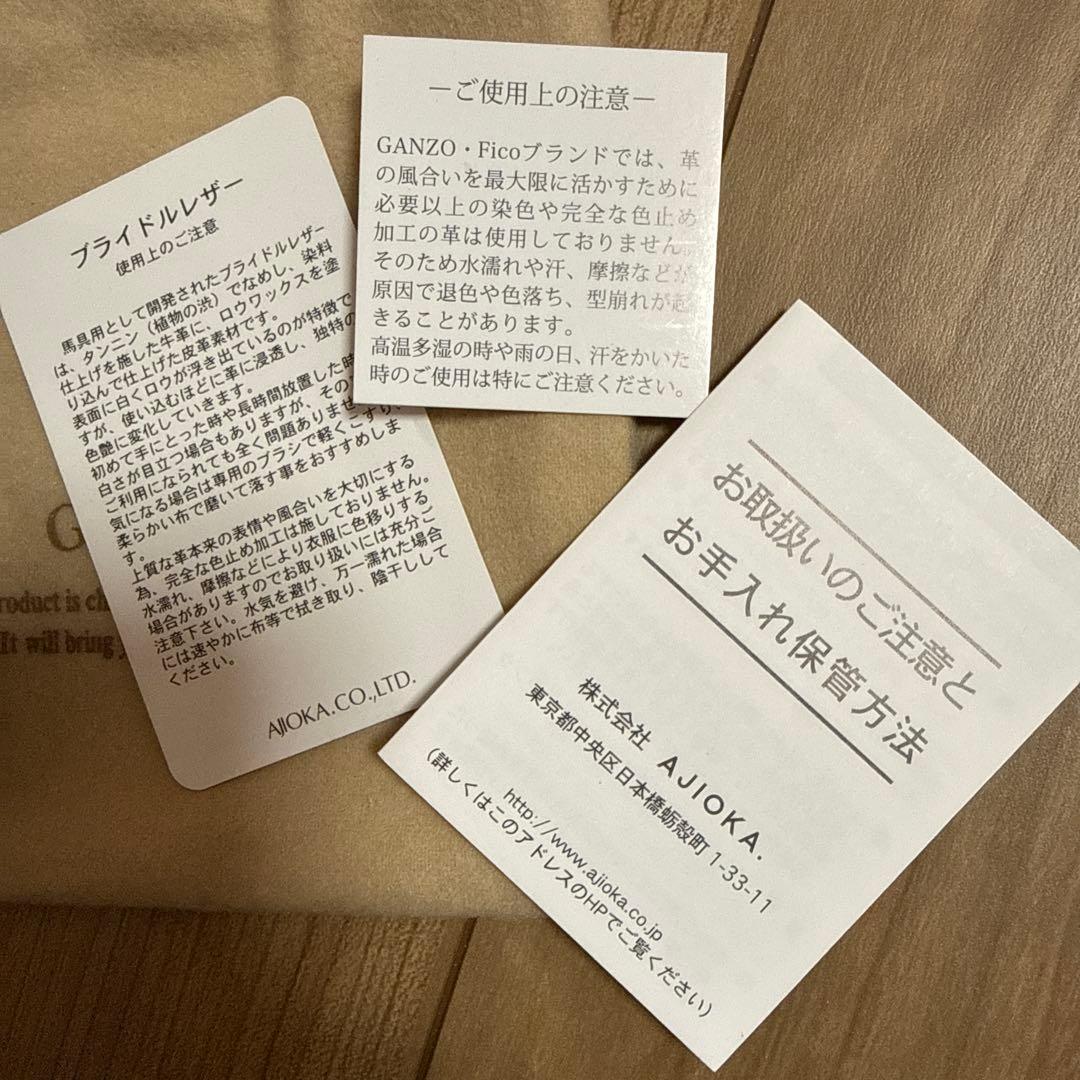 ブライドルレザー
使用上のご注意
馬具用として開発されたブライドルレザー
は、タンニン（植物の渋）でなめし、染料
仕上げを施した牛革に、ロウワックスを塗
り込んで仕上げた皮革素材です。
表面に白くロウが浮き出ているのが特徴で
すが、使い込むほどに革に浸透し、独特の
色艶に変化していきます。
初めて手にとった時や長時間放置した時
白さが目立つ場合もありますが、その
ご利用になられても全く問題ありませ
気になる場合は専用のブラシで軽くこすり、
柔らかい布で磨いて落す事をおすすめしま
す。
上質な革本来の表情や風合いを大切にする
為、完全な色止め加工は施しておりません。
水濡れ、摩擦などにより衣服に色移りする
場合がありますのでお取り扱いには充分ご
注意下さい。水気を避け、万一濡れた場合
には速やかに布等で拭き取り、陰干しして
ください。
AJIOKA.CO.,LTD.
－ご使用上の注意－
GANZO・Ficoブランドでは、革
の風合いを最大限に活かすために
必要以上の染色や完全な色止め
加工の革は使用しておりません。
そのため水濡れや汗、摩擦などが
原因で退色や色落ち、型崩れが起
きることがあります。
高温多湿の時や雨の日、汗をかいた
時のご使用は特にご注意ください。
お取扱いのご注意と
お手入れ保管方法
株式会社 AJIOKA.
東京都中央区日本橋蛎殻町1-33-11
http://www.ajioka.co.jp
（詳しくはこのアドレスのHPでご覧ください）
G
roduct is
It will bring